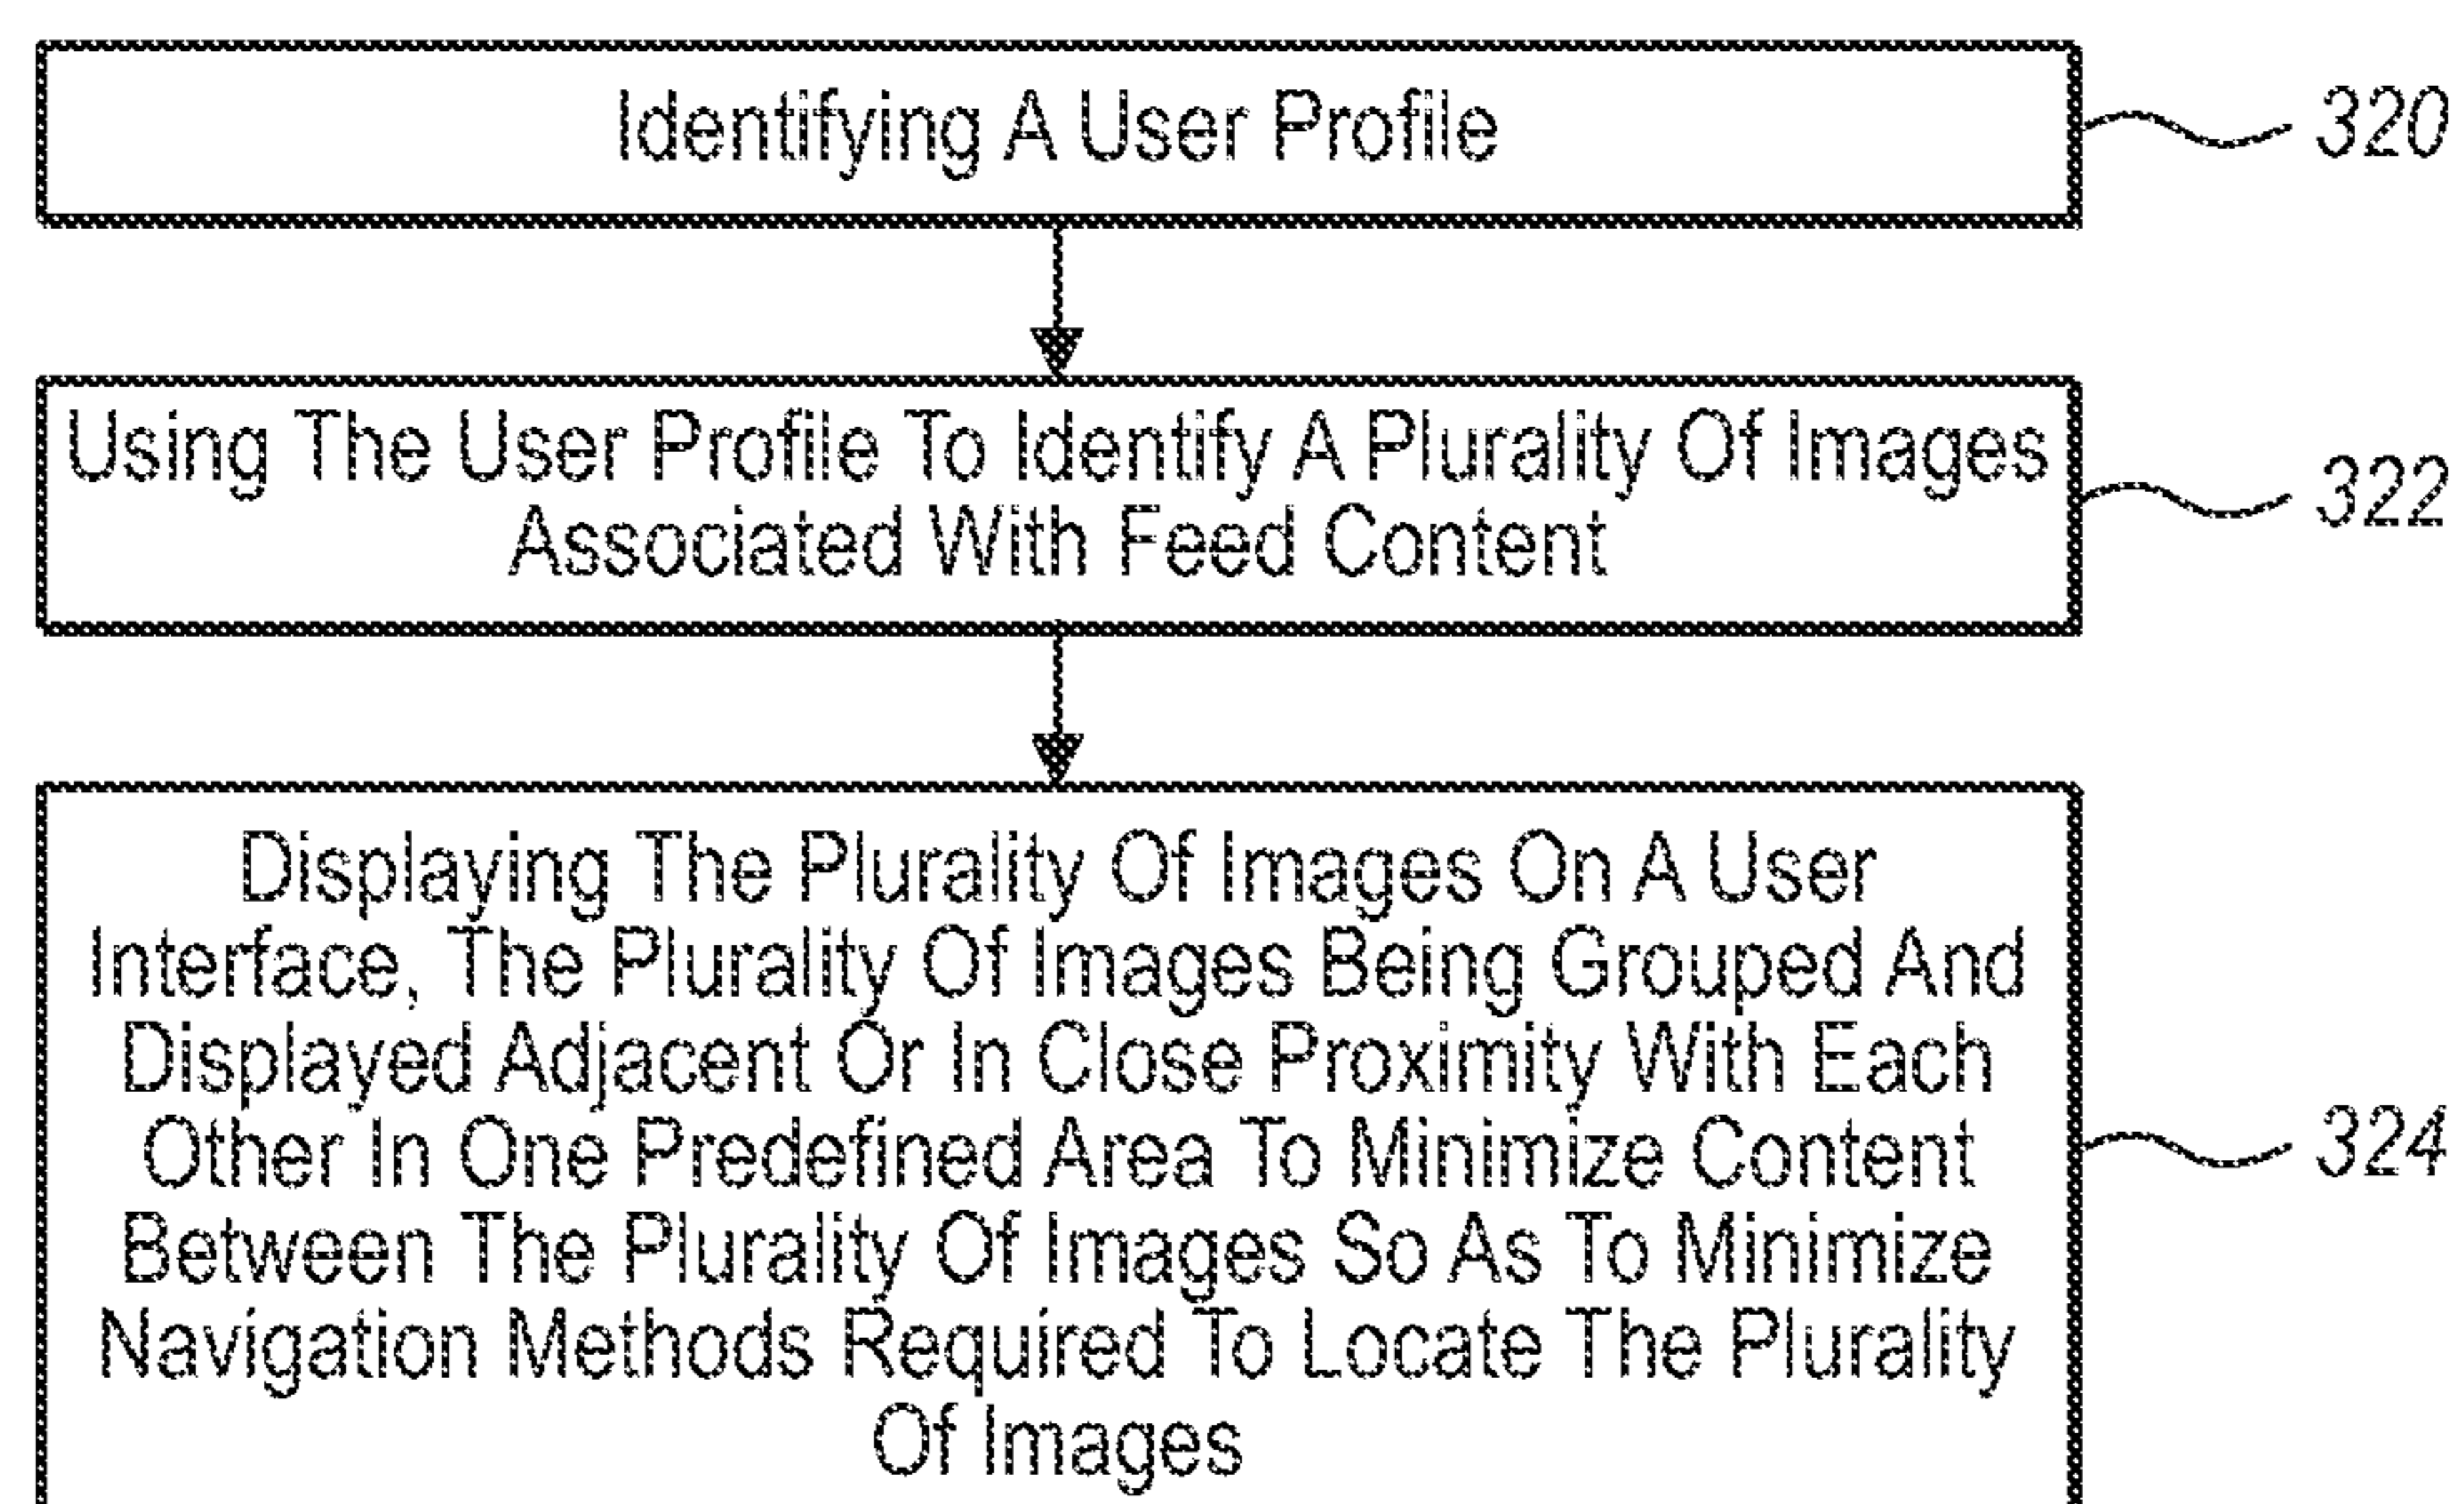 Identifying A User Profile
320
Using The User Profile To Identify A Plurality Of Images
Associated With Feed Content
322
Displaying The Plurality Of Images On A User
Interface, The Plurality Of Images Being Grouped And
Displayed Adjacent Or In Close Proximity With Each
Other In One Predefined Area To Minimize Content
Between The Plurality Of Images So As To Minimize
Navigation Methods Required To Locate The Plurality
Of Images
324